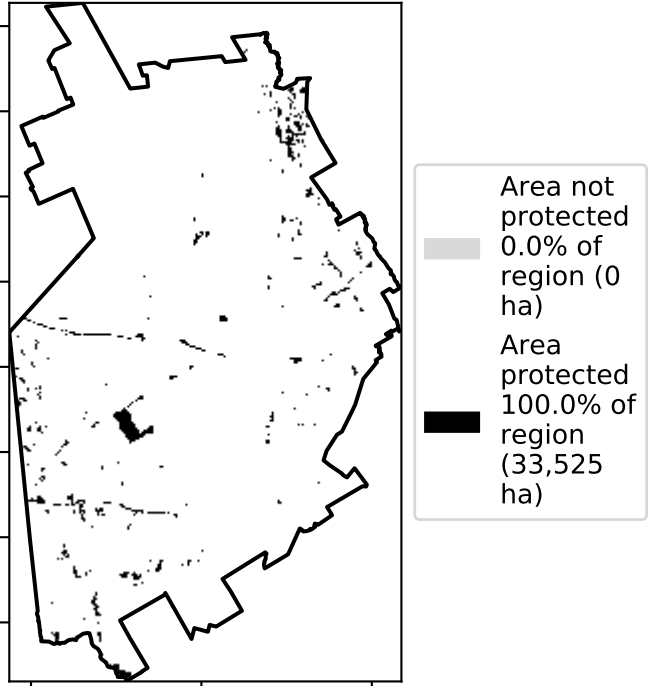 Area not
protected
0.0% of
region (0
ha)
Area
protected
100.0% of
region
(33,525
ha)